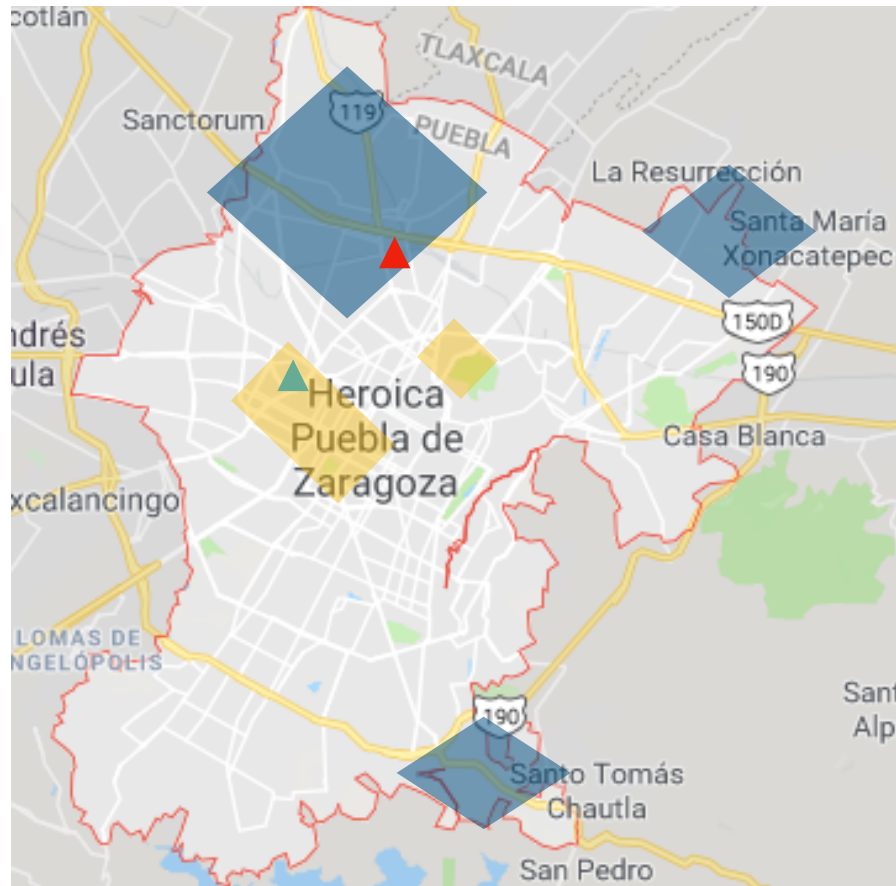 cotlán
TLAXCALA
119
Sanctorum
PUEBLA
La Resurrección
Santa María
Xonacatepec
150D
ndrés
ula
190
Heroica
Puebla de
Zaragoza
Casa Blanca
xcalancingo
LOMAS DE
NGELÓPOLIS
Sant
Alp
190
Santo Tomás
Chautla
San Pedro